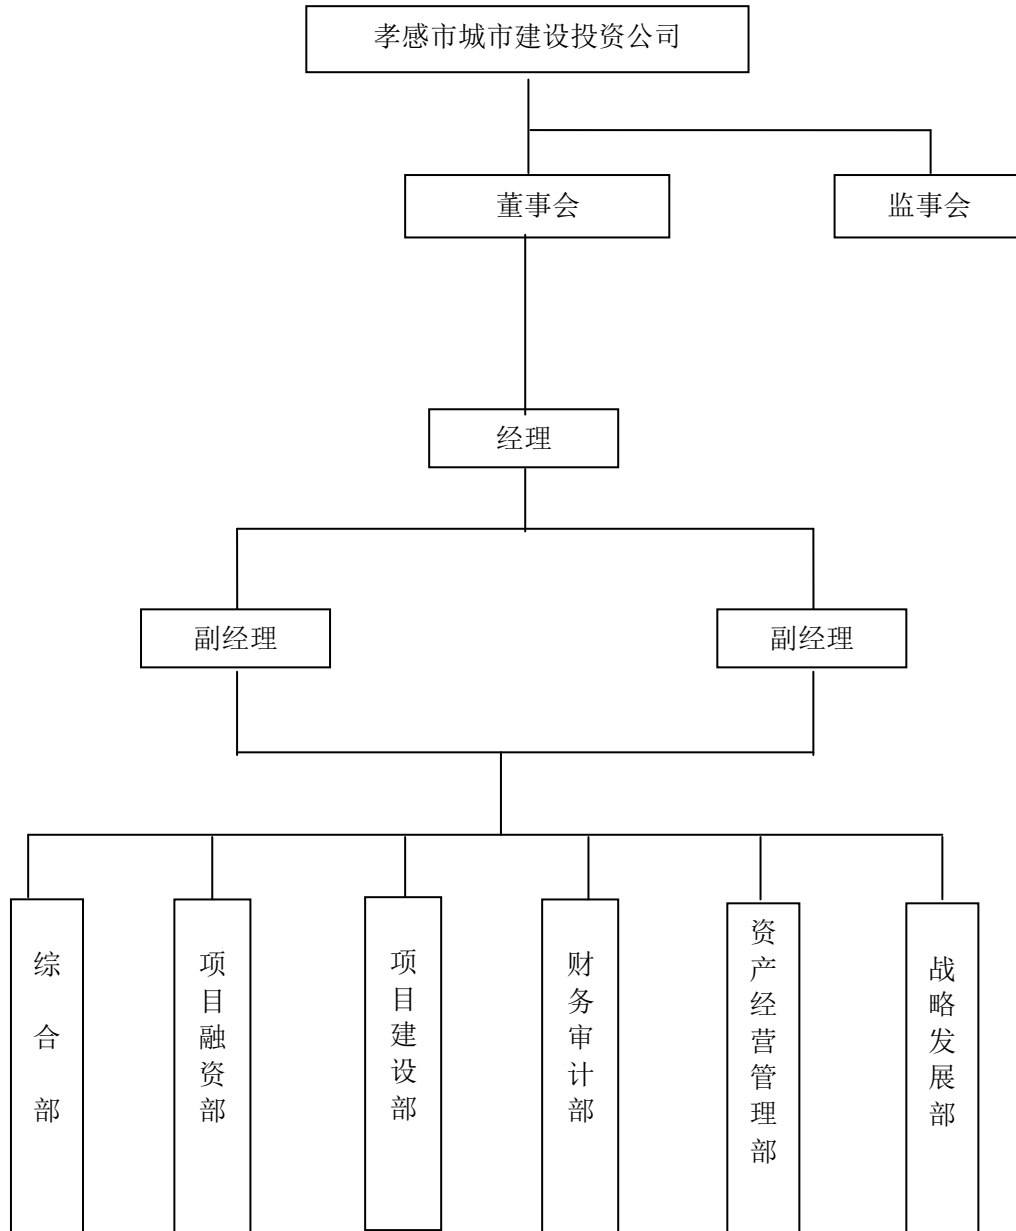 孝感市城市建设投资公司
董事会
监事会
经理
副经理
副经理
综合部
项目融资部
项目建设部
财务审计部
资产经营管理部
战略发展部